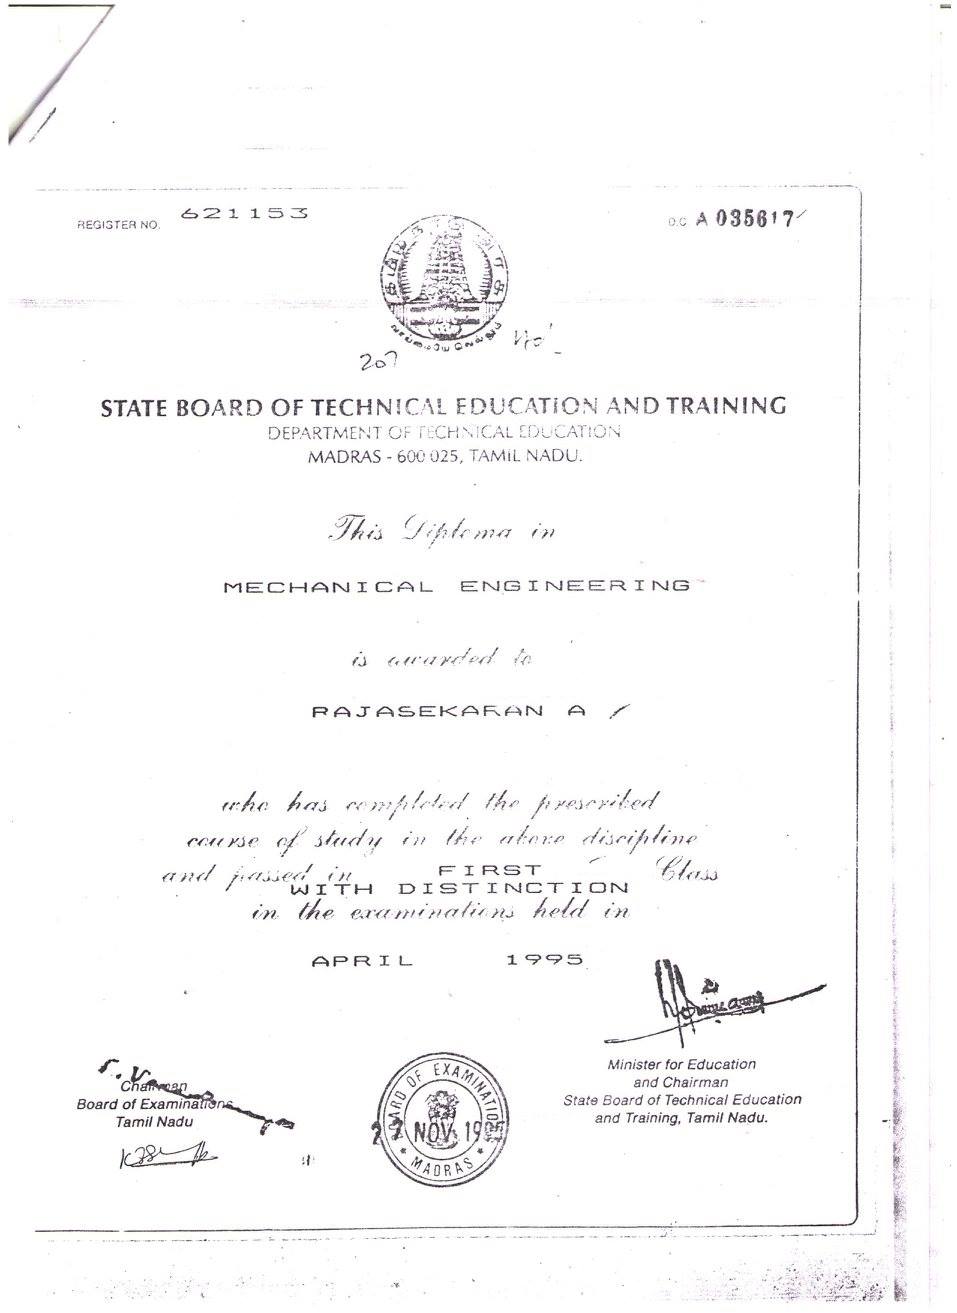 REGISTER NO. 621153
D.C A 035617
207
STATE BOARD OF TECHNICAL EDUCATION AND TRAINING
DEPARTMENT OF TECHNICAL EDUCATION
MADRAS - 600 025, TAMIL NADU.
This Diploma in
MECHANICAL ENGINEERING
is awarded to
RAJASEKARAN A
who has completed the prescribed
course of study in the above discipline
and passed in FIRST Class
WITH DISTINCTION
in the examinations held in
APRIL 1995
Minister for Education
and Chairman
State Board of Technical Education
and Training, Tamil Nadu.
Chairman
Board of Examinations
Tamil Nadu
BOARD OF EXAMINATIONS
27 NOV 1995
MADRAS